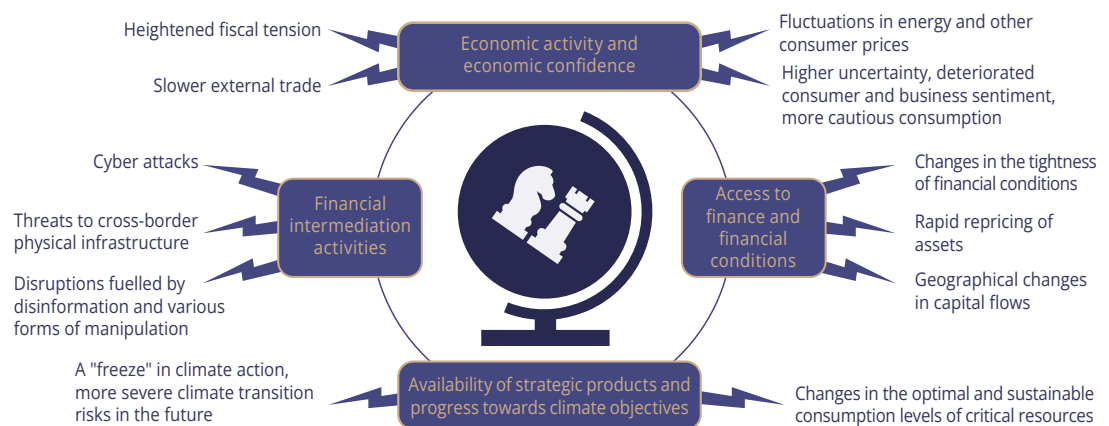 Heightened fiscal tension
Slower external trade
Economic activity and
economic confidence
Fluctuations in energy and other
consumer prices
Higher uncertainty, deteriorated
consumer and business sentiment,
more cautious consumption
Cyber attacks
Threats to cross-border
physical infrastructure
Disruptions fuelled by
disinformation and various
forms of manipulation
Financial
intermediation
activities
Access to
finance and
financial
conditions
Changes in the tightness
of financial conditions
Rapid repricing of
assets
Geographical changes
in capital flows
A "freeze" in climate action,
more severe climate transition
risks in the future
Availability of strategic products and
progress towards climate objectives
Changes in the optimal and sustainable
consumption levels of critical resources